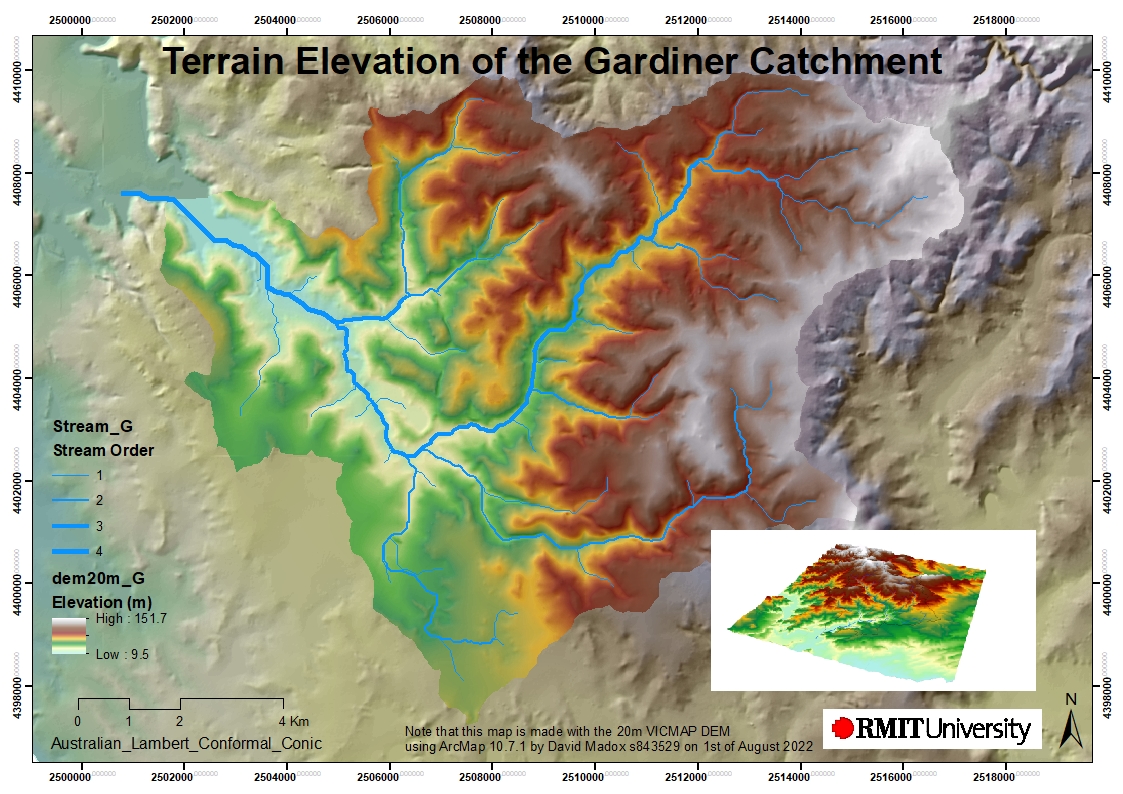 2500000 2502000 2504000 2506000 2508000 2510000 2512000 2514000 2516000 2518000
Terrain Elevation of the Gardiner Catchment
4410000 4408000 4406000 4404000 4402000 4400000 4398000
4410000 4408000 4406000 4404000 4402000 4400000 4398000
Stream_G
Stream Order
1
2
3
4
dem20m_G
Elevation (m)
High : 151.7
Low : 9.5
0 1 2 4 Km
Australian_Lambert_Conformal_Conic
Note that this map is made with the 20m VICMAP DEM
using ArcMap 10.7.1 by David Madox s843529 on 1st of August 2022
RMIT University
N
2500000 2502000 2504000 2506000 2508000 2510000 2512000 2514000 2516000 2518000